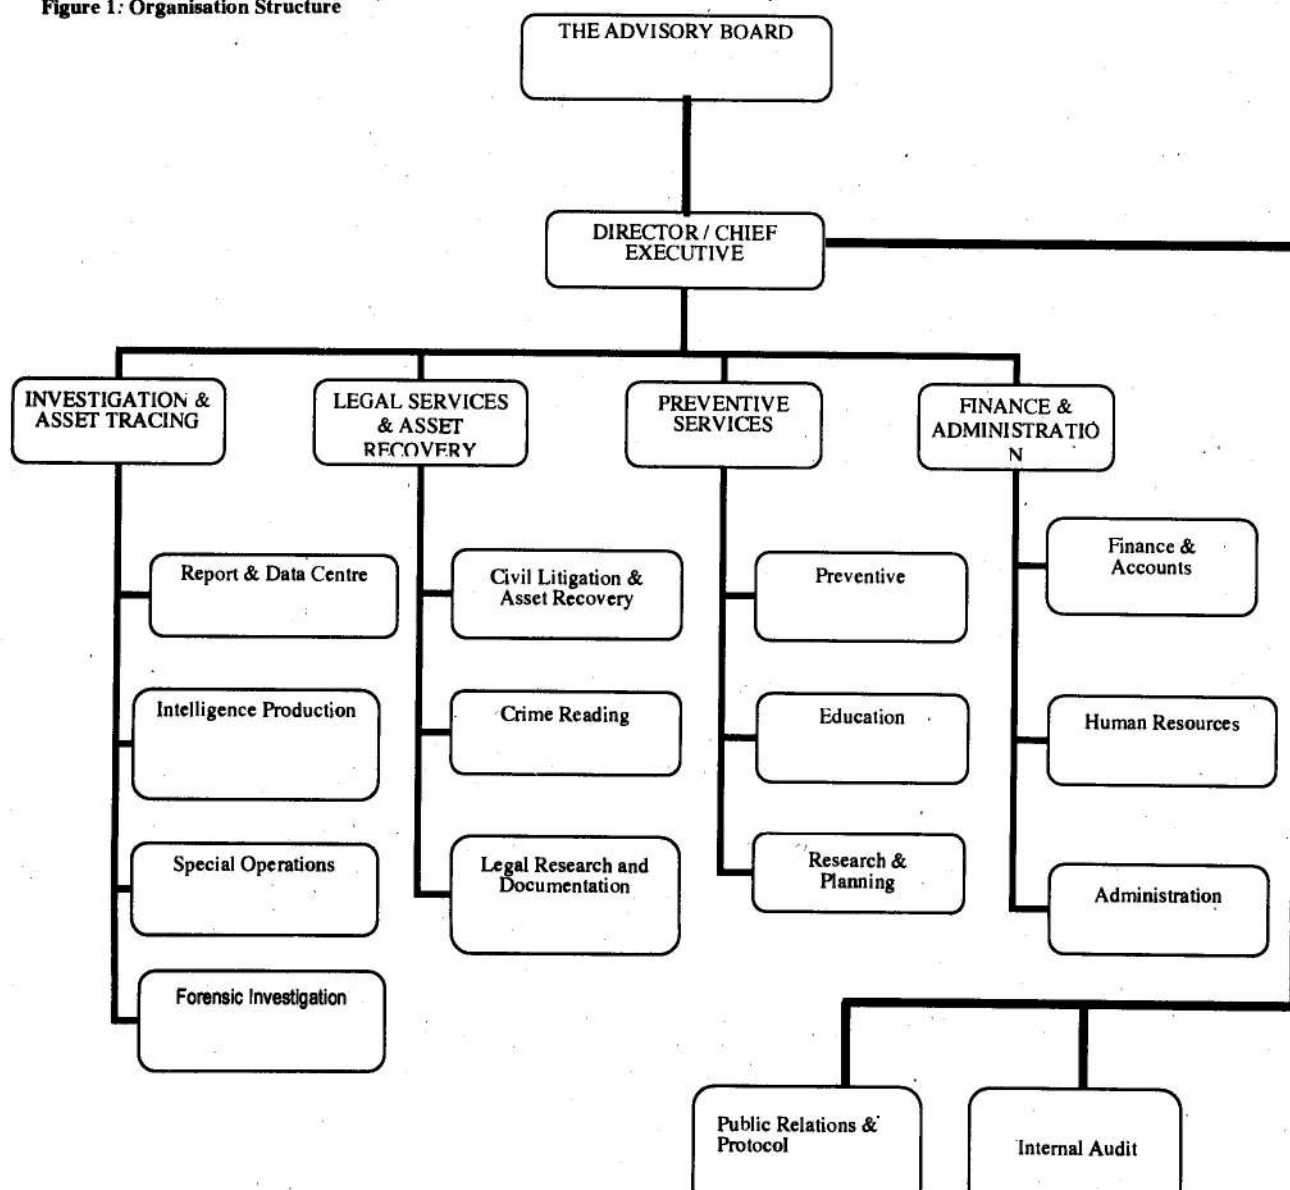 Figure 1: Organisation Structure
THE ADVISORY BOARD
DIRECTOR / CHIEF
EXECUTIVE
INVESTIGATION &
ASSET TRACING
LEGAL SERVICES
& ASSET
RECOVERY
PREVENTIVE
SERVICES
FINANCE &
ADMINISTRATIO
N
Report & Data Centre
Intelligence Production
Special Operations
Forensic Investigation
Civil Litigation &
Asset Recovery
Crime Reading
Legal Research and
Documentation
Preventive
Education
Research &
Planning
Finance &
Accounts
Human Resources
Administration
Public Relations &
Protocol
Internal Audit